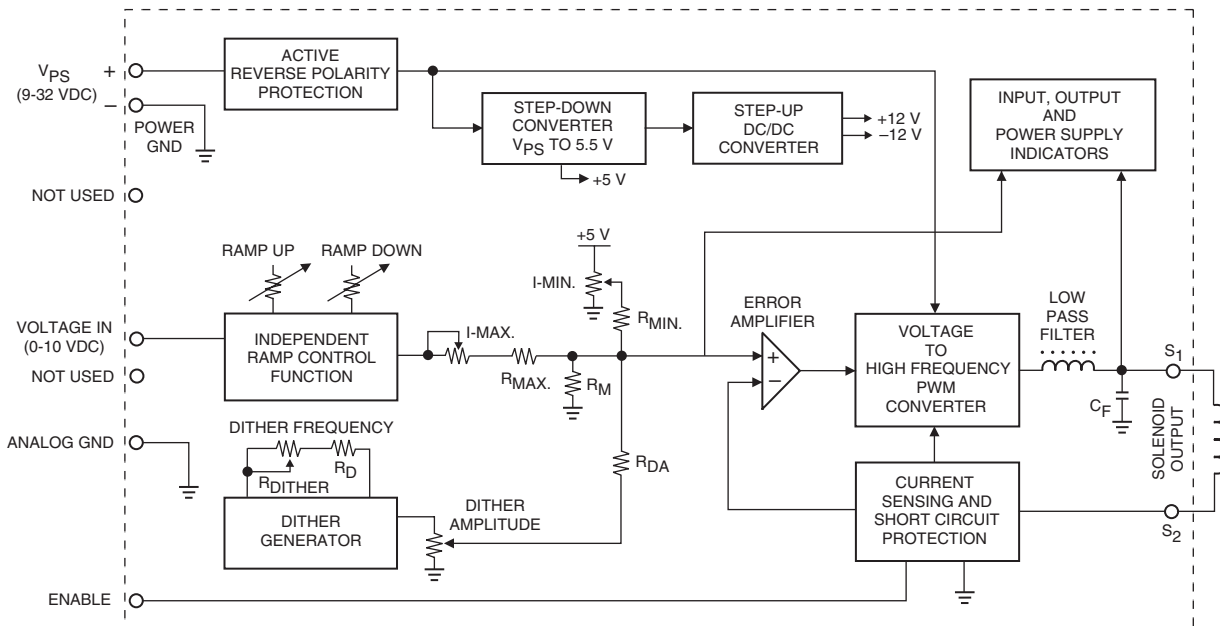 V_PS
(9-32 VDC)
+
−
POWER
GND
ACTIVE
REVERSE POLARITY
PROTECTION
STEP-DOWN
CONVERTER
V_PS TO 5.5 V
+5 V
STEP-UP
DC/DC
CONVERTER
+12 V
−12 V
INPUT, OUTPUT
AND
POWER SUPPLY
INDICATORS
NOT USED
RAMP UP
RAMP DOWN
VOLTAGE IN
(0-10 VDC)
INDEPENDENT
RAMP CONTROL
FUNCTION
NOT USED
I-MAX.
R_MAX.
R_M
+5 V
I-MIN.
R_MIN.
ERROR
AMPLIFIER
+
−
VOLTAGE
TO
HIGH FREQUENCY
PWM
CONVERTER
LOW
PASS
FILTER
C_F
S_1
SOLENOID
OUTPUT
S_2
ANALOG GND
DITHER FREQUENCY
R_D
R_DITHER
DITHER
GENERATOR
DITHER
AMPLITUDE
R_DA
CURRENT
SENSING AND
SHORT CIRCUIT
PROTECTION
ENABLE